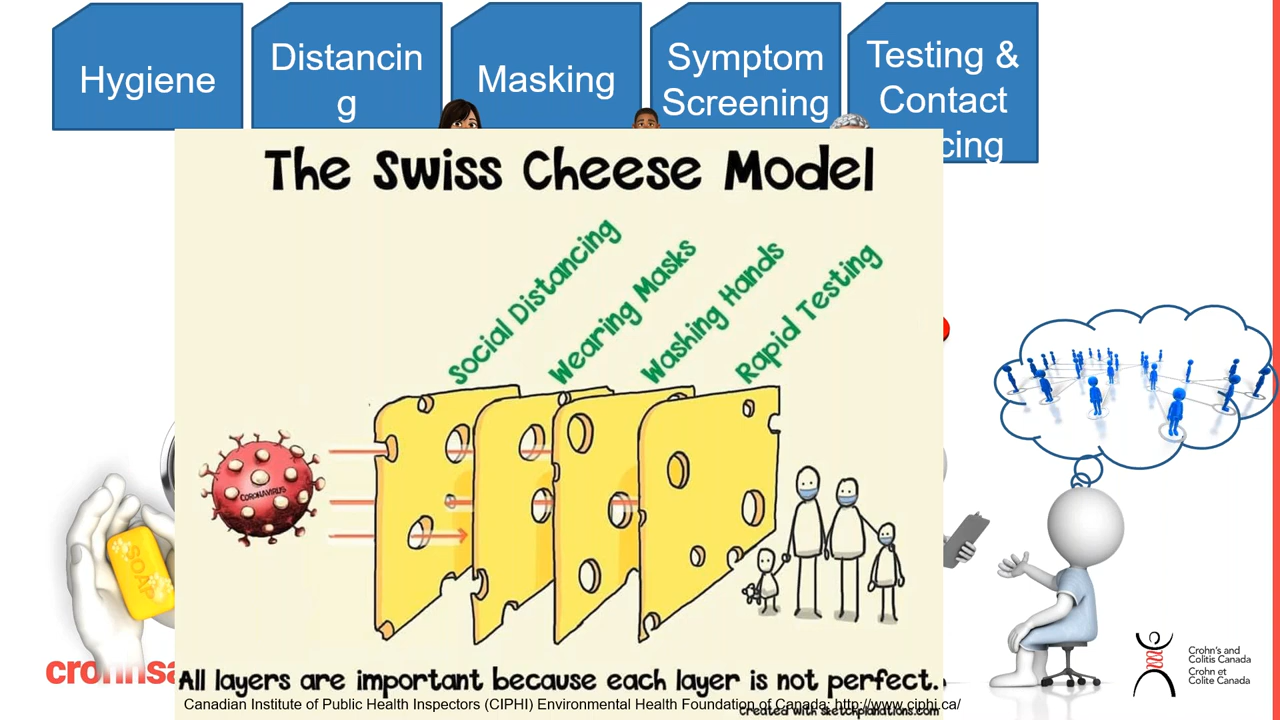 Hygiene
Distancin
g
Masking
Symptom
Screening
Testing &
Contact
cing
The Swiss Cheese Model
Social Distancing
Wearing Masks
Washing Hands
Rapid Testing
CORONAVIRUS
SOAP
crohnsa
All layers are important because each layer is not perfect.
Canadian Institute of Public Health Inspectors (CIPHI) Environmental Health Foundation of Canada: http://www.ciphi.ca/
Created with sketchplanations.com
Crohn's and
Colitis Canada
Crohn et
Colite Canada